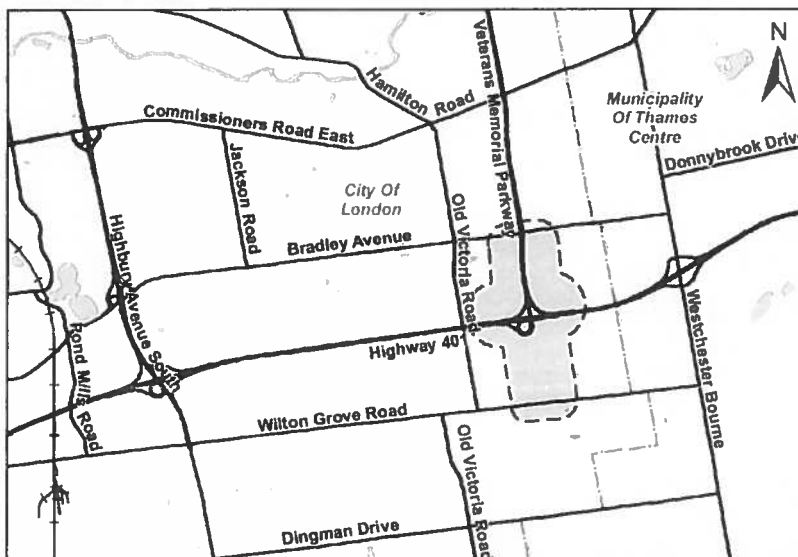 N
Veterans Memorial Parkway
Hamilton Road
Commissioners Road East
Municipality
Of Thames
Centre
Donnybrook Drive
Jackson Road
City Of
London
Old Victoria Road
Bradley Avenue
Highbury Avenue South
Pond Mills Road
Highway 40
Westchester Bourne
Wilton Grove Road
Old Victoria Road
Dingman Drive